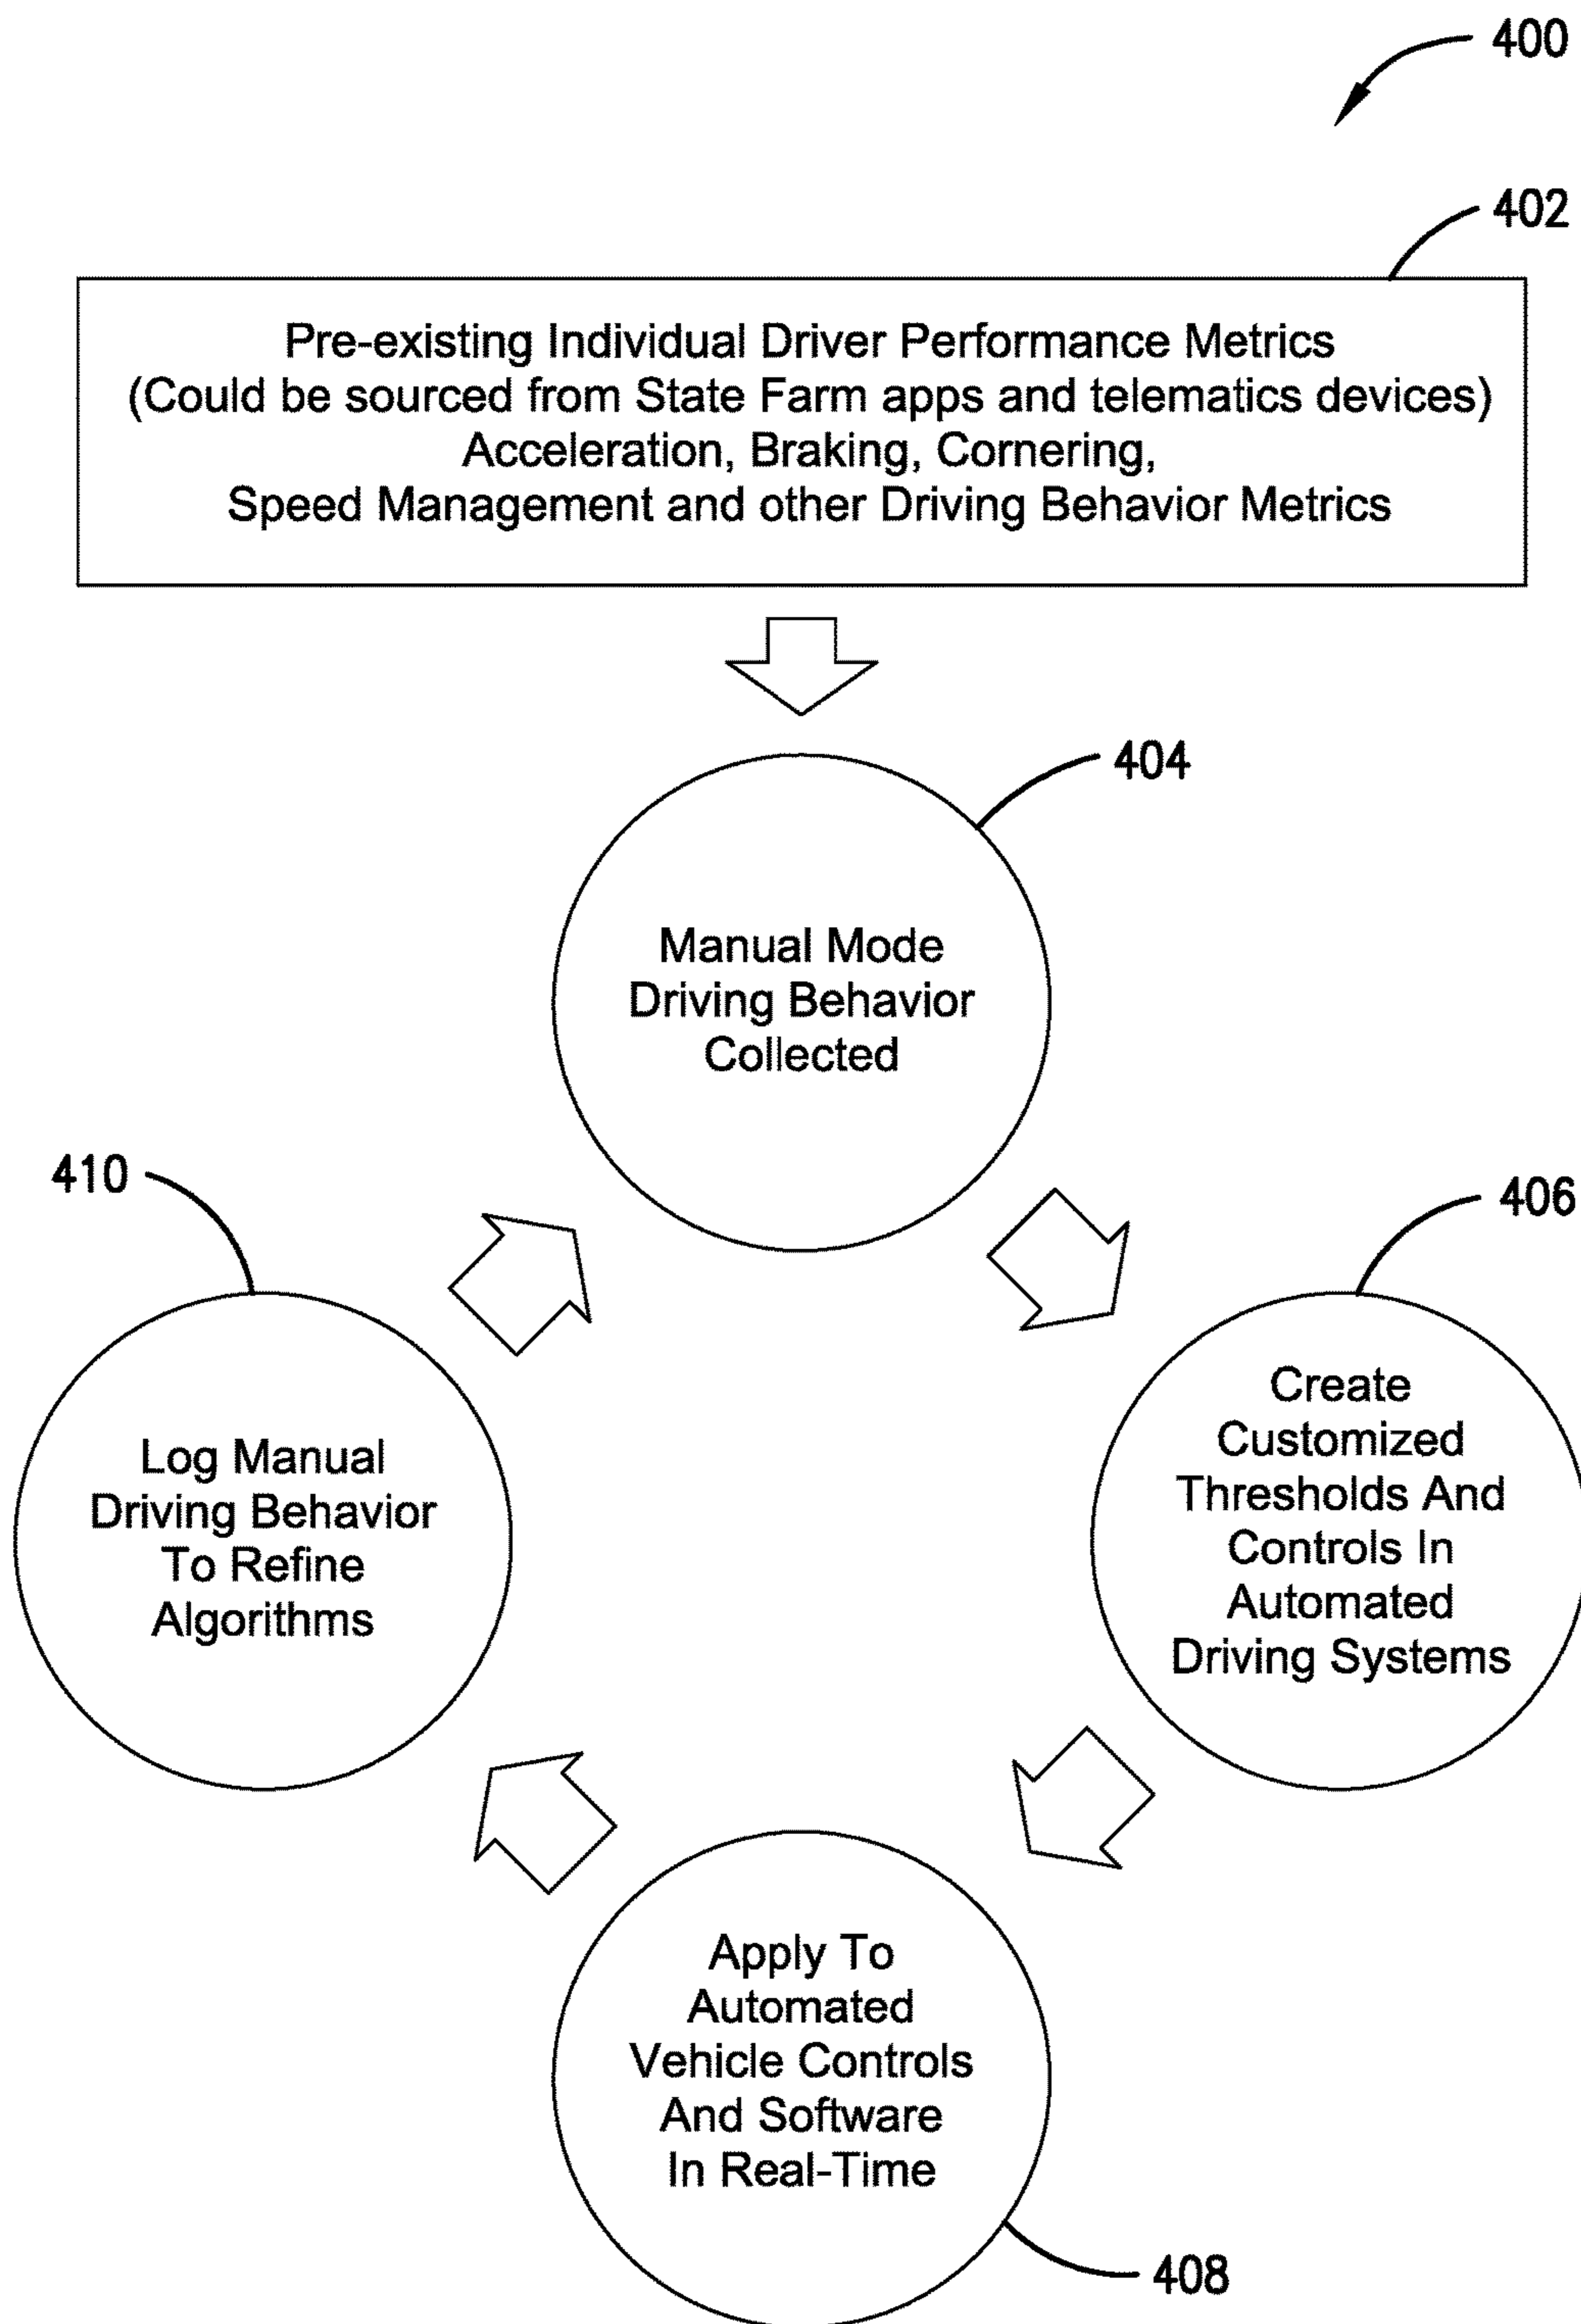 400
402
Pre-existing Individual Driver Performance Metrics
(Could be sourced from State Farm apps and telematics devices)
Acceleration, Braking, Cornering,
Speed Management and other Driving Behavior Metrics
404
Manual Mode
Driving Behavior
Collected
410
406
Log Manual
Driving Behavior
To Refine
Algorithms
Create
Customized
Thresholds And
Controls In
Automated
Driving Systems
Apply To
Automated
Vehicle Controls
And Software
In Real-Time
408